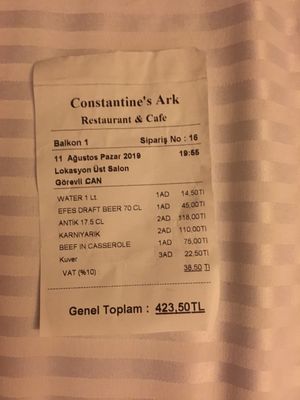 Constantine's Ark
Restaurant & Cafe
Balkon 1 Sipariş No : 16
11 Ağustos Pazar 2019 19:55
Lokasyon Üst Salon
Görevli CAN
WATER 1 Lt 1AD 14,50Tl
EFES DRAFT BEER 70 CL 1AD 45,00Tl
ANTİK 17.5 CL 2AD 118,00Tl
KARNIYARIK 2AD 110,00Tl
BEEF IN CASSEROLE 1AD 75,00Tl
Kuver 3AD 22,50Tl
VAT (%10) 38,50 Tl
Genel Toplam : 423,50TL